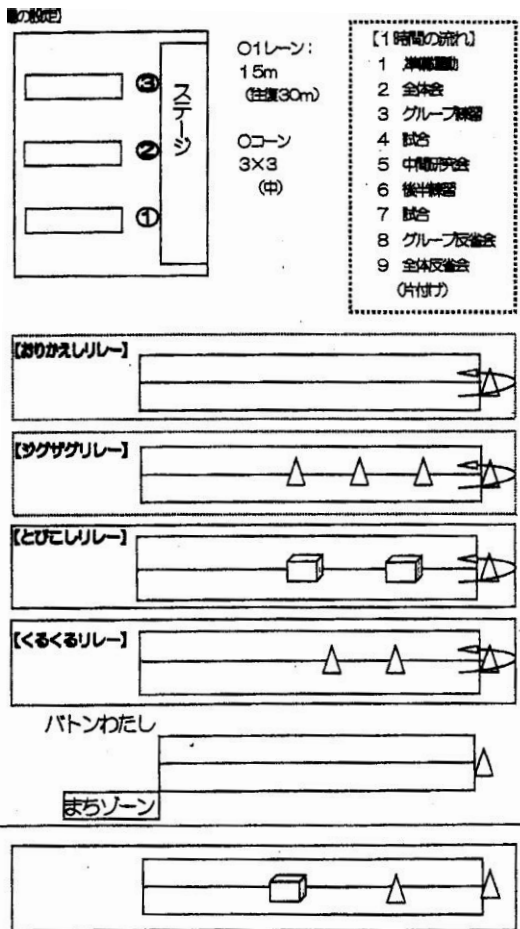 の設定】
③
②
①
ステージ
○1レーン：
15m
（往復30m）
○コーン
3×3
（中）
【1時間の流れ】
1 準備運動
2 全体会
3 グループ練習
4 試合
5 中間研究会
6 後半練習
7 試合
8 グループ反省会
9 全体反省会
（片付け）
【おりかえしリレー】
【ジグザグリレー】
【とびこしリレー】
【くるくるリレー】
バトンわたし
まちゾーン